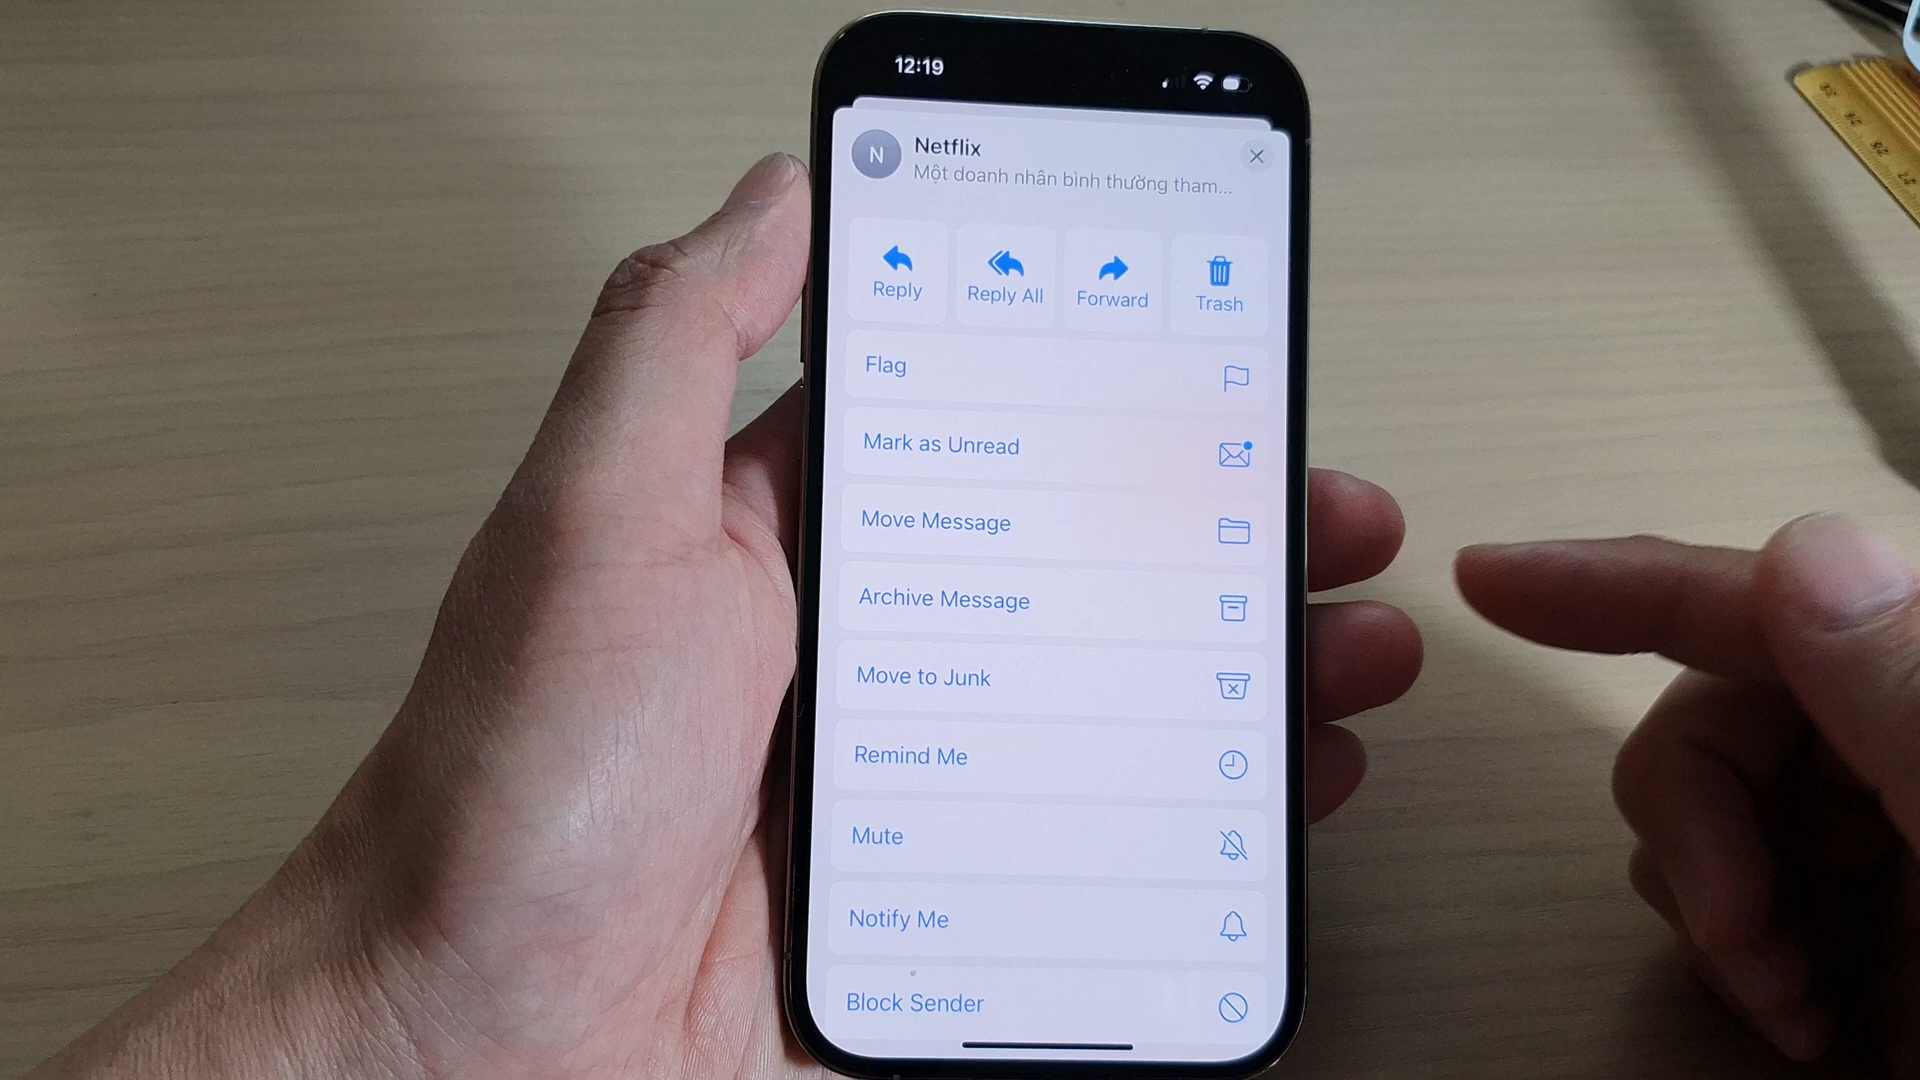 12:19
N
Netflix
Một doanh nhân bình thường tham...
Reply
Reply All
Forward
Trash
Flag
Mark as Unread
Move Message
Archive Message
Move to Junk
Remind Me
Mute
Notify Me
Block Sender